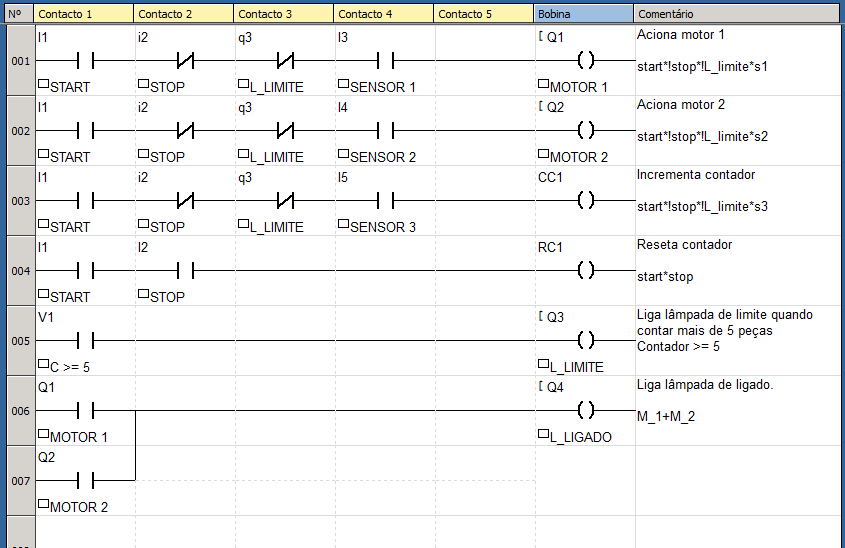 Nº Contacto 1 Contacto 2 Contacto 3 Contacto 4 Contacto 5 Bobina Comentário
I1 i2 q3 I3 [ Q1 Aciona motor 1
001 start*!stop*!L_limite*s1
START STOP L_LIMITE SENSOR 1 MOTOR 1
I1 i2 q3 I4 [ Q2 Aciona motor 2
002 start*!stop*!L_limite*s2
START STOP L_LIMITE SENSOR 2 MOTOR 2
I1 i2 q3 I5 CC1 Incrementa contador
003 start*!stop*!L_limite*s3
START STOP L_LIMITE SENSOR 3
I1 I2 RC1 Reseta contador
004 start*stop
START STOP
V1 [ Q3 Liga lâmpada de limite quando
005 contar mais de 5 peças
Contador >= 5
C >= 5 L_LIMITE
Q1 [ Q4 Liga lâmpada de ligado.
006 M_1+M_2
MOTOR 1 L_LIGADO
Q2
007
MOTOR 2